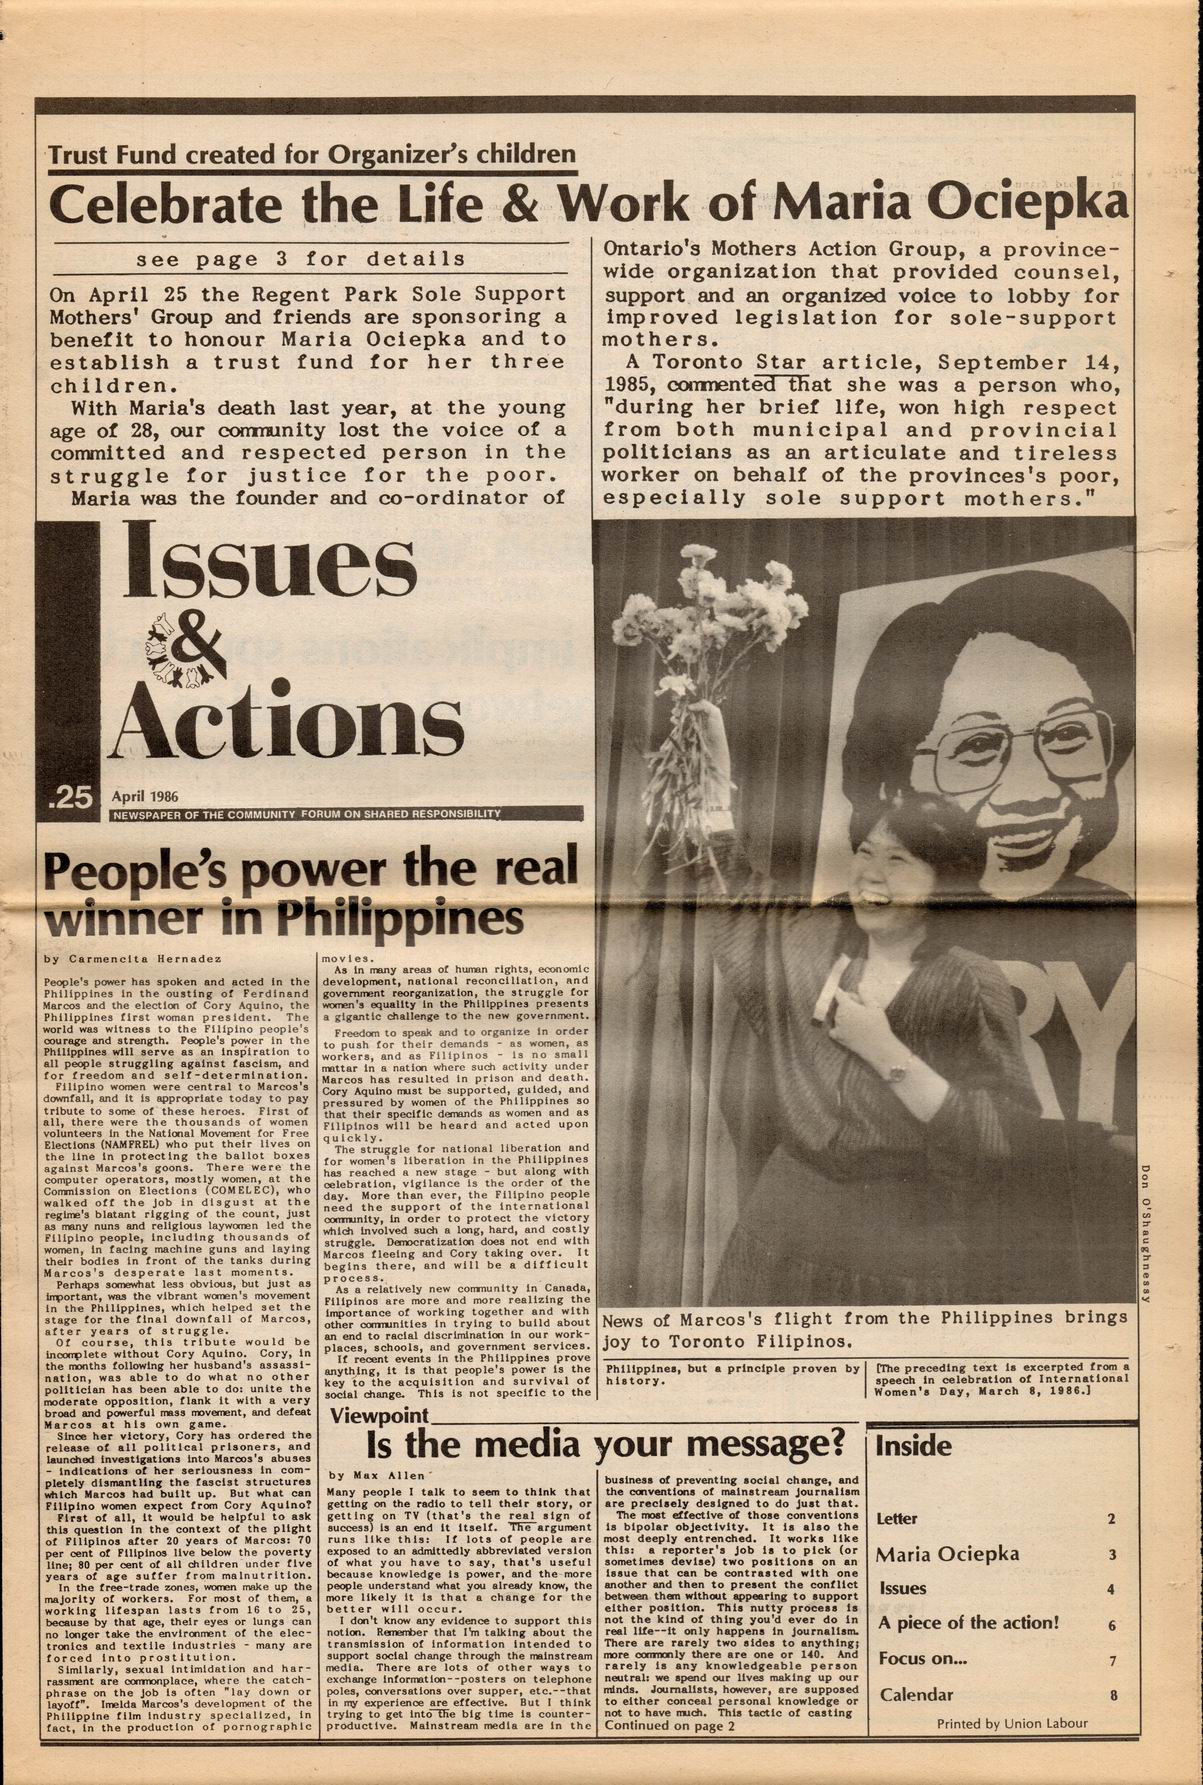 Trust Fund created for Organizer's children
Celebrate the Life & Work of Maria Ociepka
see page 3 for details
On April 25 the Regent Park Sole Support
Mothers' Group and friends are sponsoring a
benefit to honour Maria Ociepka and to
establish a trust fund for her three
children.
With Maria's death last year, at the young
age of 28, our community lost the voice of a
committed and respected person in the
struggle for justice for the poor.
Maria was the founder and co-ordinator of
Ontario's Mothers Action Group, a province-
wide organization that provided counsel,
support and an organized voice to lobby for
improved legislation for sole-support
mothers.
A Toronto Star article, September 14,
1985, commented that she was a person who,
"during her brief life, won high respect
from both municipal and provincial
politicians as an articulate and tireless
worker on behalf of the provinces's poor,
especially sole support mothers."
Issues
&
Actions
.25
April 1986
NEWSPAPER OF THE COMMUNITY FORUM ON SHARED RESPONSIBILITY
People's power the real
winner in Philippines
by Carmencita Hernadez
People's power has spoken and acted in the
Philippines in the ousting of Ferdinand
Marcos and the election of Cory Aquino, the
Philippines first woman president. The
world was witness to the Filipino people's
courage and strength. People's power in the
Philippines will serve as an inspiration to
all people struggling against fascism, and
for freedom and self-determination.
Filipino women were central to Marcos's
downfall, and it is appropriate today to pay
tribute to some of these heroes. First of
all, there were the thousands of women
volunteers in the National Movement for Free
Elections (NAMFREL) who put their lives on
the line in protecting the ballot boxes
against Marcos's goons. There were the
computer operators, mostly women, at the
Commission on Elections (COMELEC), who
walked off the job in disgust at the
regime's blatant rigging of the count, just
as many nuns and religious laywomen led the
Filipino people, including thousands of
women, in facing machine guns and laying
their bodies in front of the tanks during
Marcos's desperate last moments.
Perhaps somewhat less obvious, but just as
important, was the vibrant women's movement
in the Philippines, which helped set the
stage for the final downfall of Marcos,
after years of struggle.
Of course, this tribute would be
incomplete without Cory Aquino. Cory, in
the months following her husband's assassi-
nation, was able to do what no other
politician has been able to do: unite the
moderate opposition, flank it with a very
broad and powerful mass movement, and defeat
Marcos at his own game.
Since her victory, Cory has ordered the
release of all political prisoners, and
launched investigations into Marcos's abuses
- indications of her seriousness in com-
pletely dismantling the fascist structures
which Marcos had built up. But what can
Filipino women expect from Cory Aquino?
First of all, it would be helpful to ask
this question in the context of the plight
of Filipinos after 20 years of Marcos: 70
per cent of Filipinos live below the poverty
line; 80 per cent of all children under five
years of age suffer from malnutrition.
In the free-trade zones, women make up the
majority of workers. For most of them, a
working lifespan lasts from 16 to 25,
because by that age, their eyes or lungs can
no longer take the environment of the elec-
tronics and textile industries - many are
forced into prostitution.
Similarly, sexual intimidation and har-
rassment are commonplace, where the catch-
phrase on the job is often "lay down or
layoff". Imelda Marcos's development of the
Philippine film industry specialized, in
fact, in the production of pornographic
movies.
As in many areas of human rights, economic
development, national reconciliation, and
government reorganization, the struggle for
women's equality in the Philippines presents
a gigantic challenge to the new government.
Freedom to speak and to organize in order
to push for their demands - as women, as
workers, and as Filipinos - is no small
mattar in a nation where such activity under
Marcos has resulted in prison and death.
Cory Aquino must be supported, guided, and
pressured by women of the Philippines so
that their specific demands as women and as
Filipinos will be heard and acted upon
quickly.
The struggle for national liberation and
for women's liberation in the Philippines
has reached a new stage - but along with
celebration, vigilance is the order of the
day. More than ever, the Filipino people
need the support of the international
community, in order to protect the victory
which involved such a long, hard, and costly
struggle. Democratization does not end with
Marcos fleeing and Cory taking over. It
begins there, and will be a difficult
process.
As a relatively new community in Canada,
Filipinos are more and more realizing the
importance of working together and with
other communities in trying to build about
an end to racial discrimination in our work-
places, schools, and government services.
If recent events in the Philippines prove
anything, it is that people's power is the
key to the acquisition and survival of
social change. This is not specific to the
RY
Don O'Shaughnessy
News of Marcos's flight from the Philippines brings
joy to Toronto Filipinos.
Philippines, but a principle proven by
history.
[The preceding text is excerpted from a
speech in celebration of International
Women's Day, March 8, 1986.]
Viewpoint
Is the media your message?
by Max Allen
Many people I talk to seem to think that
getting on the radio to tell their story, or
getting on TV (that's the real sign of
success) is an end it itself. The argument
runs like this: If lots of people are
exposed to an admittedly abbreviated version
of what you have to say, that's useful
because knowledge is power, and the more
people understand what you already know, the
more likely it is that a change for the
better will occur.
I don't know any evidence to support this
notion. Remember that I'm talking about the
transmission of information intended to
support social change through the mainstream
media. There are lots of other ways to
exchange information--posters on telephone
poles, conversations over supper, etc.--that
in my experience are effective. But I think
trying to get into the big time is counter-
productive. Mainstream media are in the
business of preventing social change, and
the conventions of mainstream journalism
are precisely designed to do just that.
The most effective of those conventions
is bipolar objectivity. It is also the
most deeply entrenched. It works like
this: a reporter's job is to pick (or
sometimes devise) two positions on an
issue that can be contrasted with one
another and then to present the conflict
between them without appearing to support
either position. This nutty process is
not the kind of thing you'd ever do in
real life--it only happens in journalism.
There are rarely two sides to anything;
more commonly there are one or 140. And
rarely is any knowledgeable person
neutral: we spend our lives making up our
minds. Journalists, however, are supposed
to either conceal personal knowledge or
not to have much. This tactic of casting
Continued on page 2
Inside
Letter 2
Maria Ociepka 3
Issues 4
A piece of the action! 6
Focus on... 7
Calendar 8
Printed by Union Labour